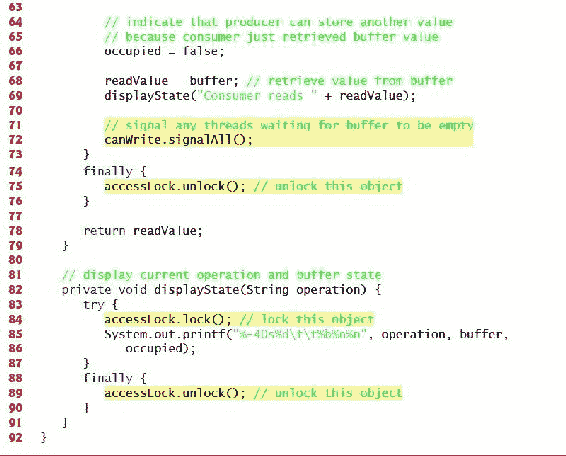 63
64 // indicate that producer can store another value
65 // because consumer just retrieved buffer value
66 occupied = false;
67
68 readValue = buffer; // retrieve value from buffer
69 displayState("Consumer reads " + readValue);
70
71 // signal any threads waiting for buffer to be empty
72 canWrite.signalAll();
73 }
74 finally {
75 accessLock.unlock(); // unlock this object
76 }
77
78 return readValue;
79 }
80
81 // display current operation and buffer state
82 private void displayState(String operation) {
83 try {
84 accessLock.lock(); // lock this object
85 System.out.printf("%-40s%d\t\t%b%n%n", operation, buffer,
86 occupied);
87 }
88 finally {
89 accessLock.unlock(); // unlock this object
90 }
91 }
92 }